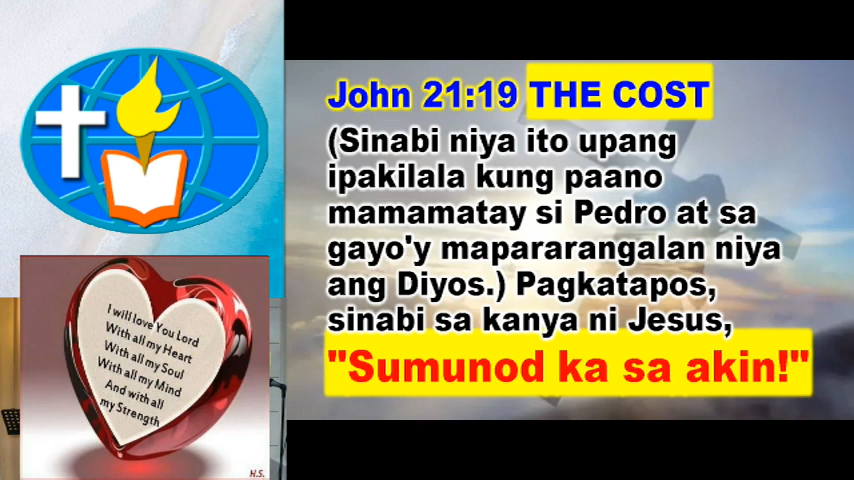 John 21:19 THE COST
(Sinabi niya ito upang
ipakilala kung paano
mamamatay si Pedro at sa
gayo'y mapararangalan niya
ang Diyos.) Pagkatapos,
sinabi sa kanya ni Jesus,
"Sumunod ka sa akin!"
I will love You Lord
With all my Heart
With all my Soul
With all my Mind
And with all
my Strength
H.S.